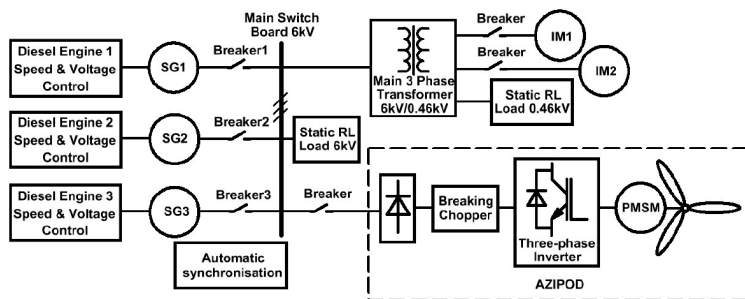 Main Switch
Board 6kV
Diesel Engine 1
Speed & Voltage
Control
SG1
Breaker1
Main 3 Phase
Transformer
6kV/0.46kV
Breaker
IM1
Breaker
IM2
Static RL
Load 0.46kV
Diesel Engine 2
Speed & Voltage
Control
SG2
Breaker2
Static RL
Load 6kV
Diesel Engine 3
Speed & Voltage
Control
SG3
Breaker3
Breaker
Breaking
Chopper
Three-phase
Inverter
PMSM
Automatic
synchronisation
AZIPOD